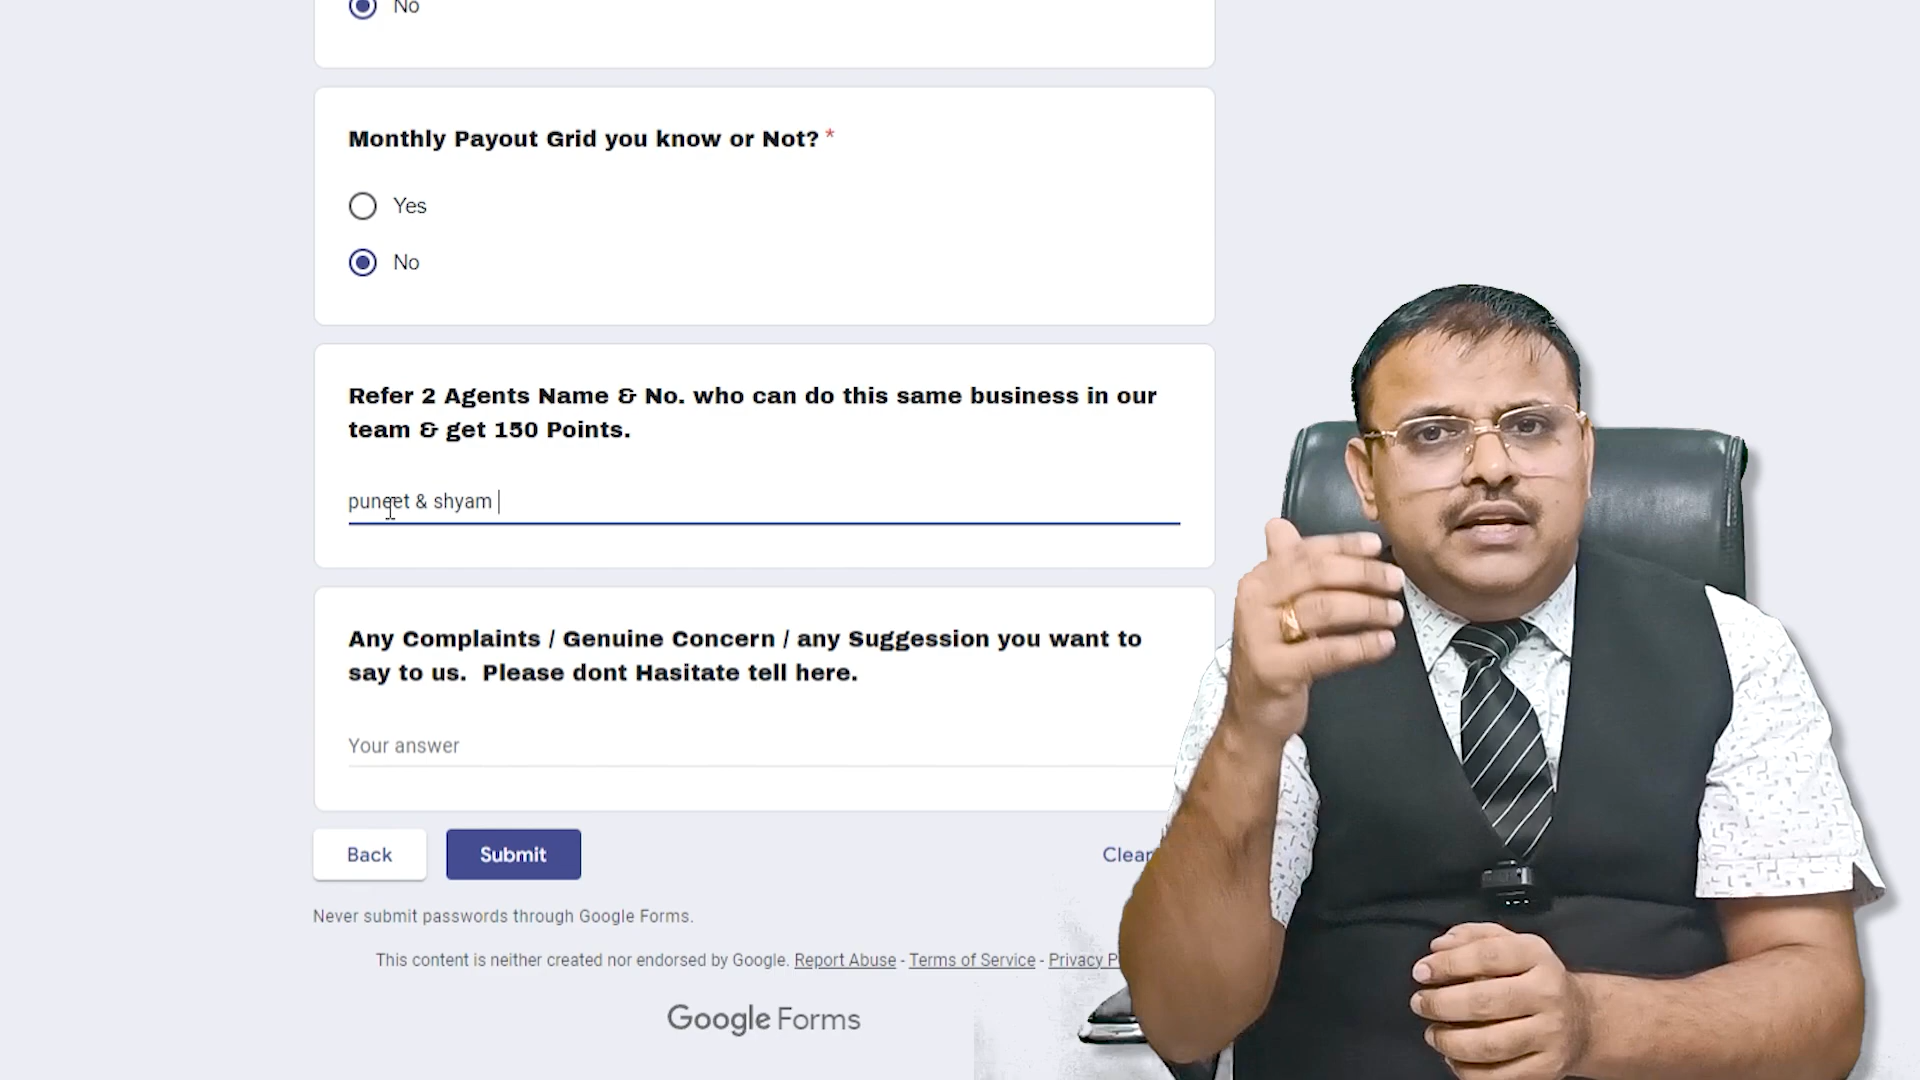 No
Monthly Payout Grid you know or Not? *
Yes
No
Refer 2 Agents Name & No. who can do this same business in our
team & get 150 Points.
puneet & shyam
Any Complaints / Genuine Concern / any Suggession you want to
say to us.  Please dont Hasitate tell here.
Your answer
Back
Submit
Clear
Never submit passwords through Google Forms.
This content is neither created nor endorsed by Google. Report Abuse - Terms of Service - Privacy P
Google Forms